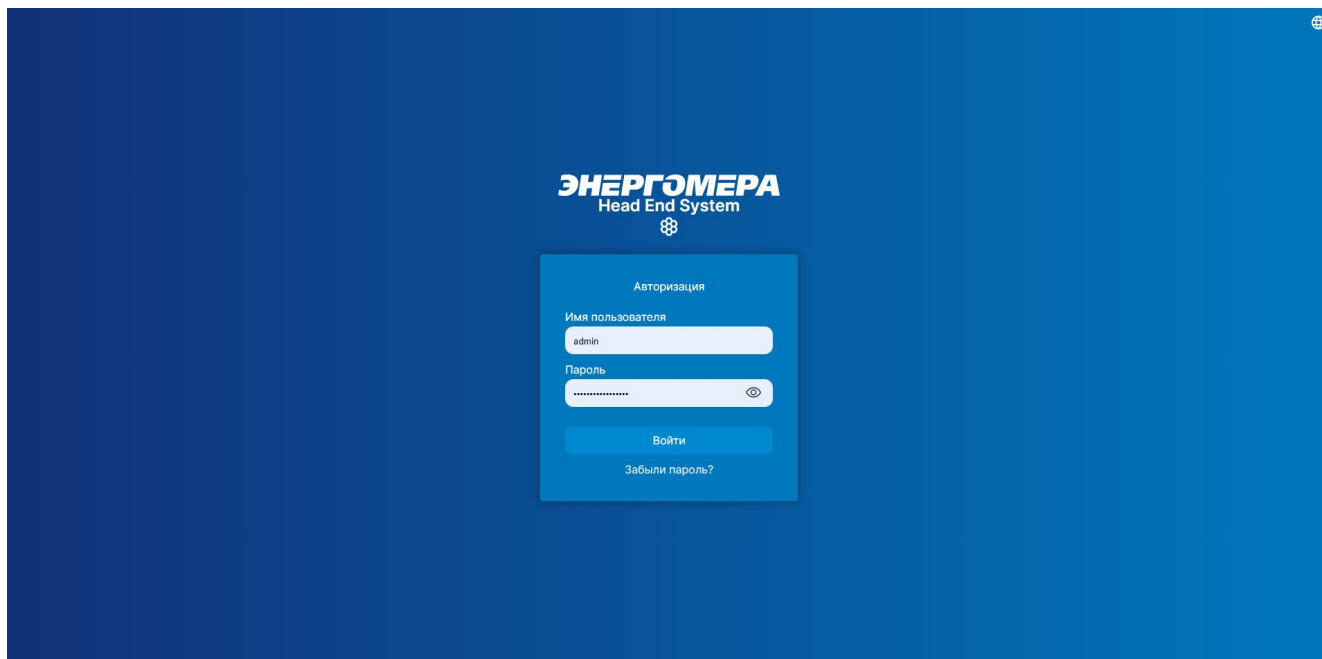 ЭНЕРГОМЕРА
Head End System
Авторизация
Имя пользователя
admin
Пароль
•••••••••••••••••
Войти
Забыли пароль?